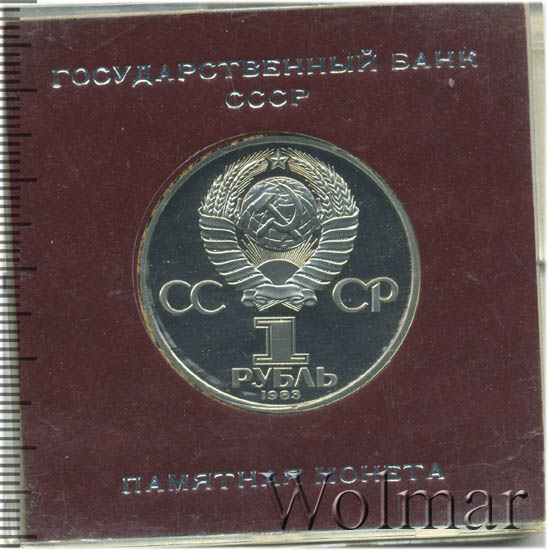 ГОСУДАРСТВЕННЫЙ БАНК
СССР
СС СР
1
РУБЛЬ
1983
ПАМЯТНАЯ МОНЕТА
Wolmar